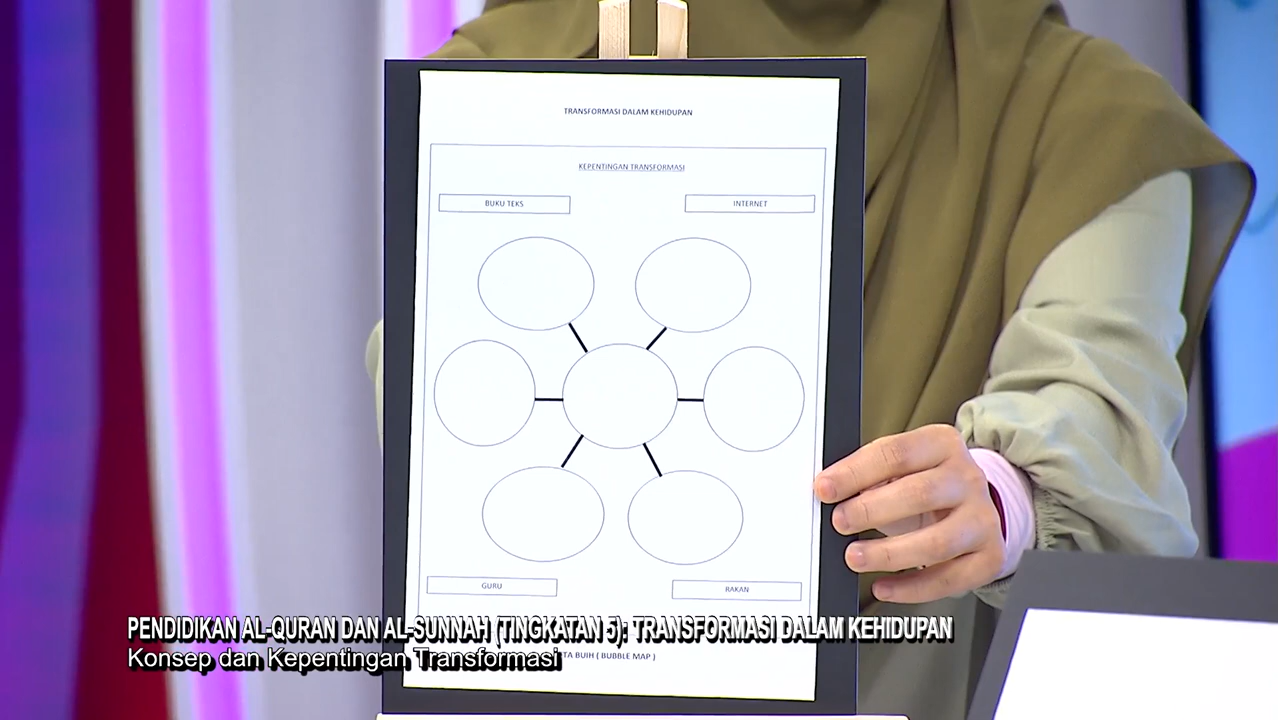 TRANSFORMASI DALAM KEHIDUPAN
KEPENTINGAN TRANSFORMASI
BUKU TEKS
INTERNET
GURU
RAKAN
PENDIDIKAN AL-QURAN DAN AL-SUNNAH (TINGKATAN 5): TRANSFORMASI DALAM KEHIDUPAN
Konsep dan Kepentingan Transformasi
BUIH ( BUBBLE MAP )